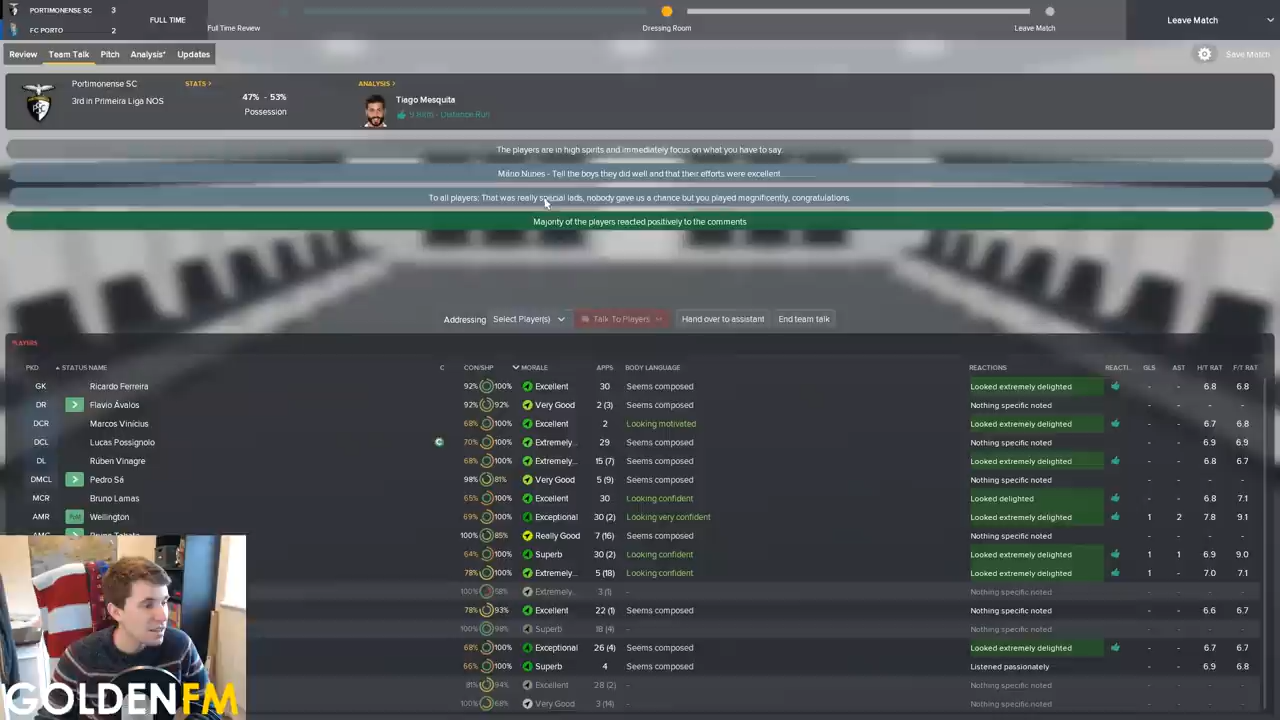 PORTIMONENSE SC 3
FC PORTO 2
FULL TIME
Full Time Review
Dressing Room
Leave Match
Leave Match
Review Team Talk Pitch Analysis* Updates
Save Match
Portimonense SC
3rd in Primeira Liga NOS
STATS >
47% - 53%
Possession
ANALYSIS >
Tiago Mesquita
- Distance Run
The players are in high spirits and immediately focus on what you have to say.
Mário Nunes - Tell the boys they did well and that their efforts were excellent
To all players: That was really special lads, nobody gave us a chance but you played magnificently, congratulations.
Majority of the players reacted positively to the comments
Addressing Select Player(s) Talk To Players Hand over to assistant End team talk
PLAYERS
PKD STATUS NAME C CON/SHP MORALE APPS BODY LANGUAGE REACTIONS REACTI... GLS AST H/T RAT F/T RAT
GK Ricardo Ferreira 92% 100% Excellent 30 Seems composed Looked extremely delighted - - 6.8 6.8
DR Flavio Ávalos 92% 92% Very Good 2 (3) Seems composed Nothing specific noted - - 6.8
DCR Marcos Vinícius 68% 100% Excellent 2 Looking motivated Looked extremely delighted - - 6.7 6.8
DCL Lucas Possignolo 70% 100% Extremely... 29 Seems composed Nothing specific noted - - 6.9 6.9
DL Rúben Vinagre 68% 100% Extremely... 15 (7) Seems composed Looked extremely delighted - - 6.8 6.7
DMCL Pedro Sá 98% 81% Very Good 5 (9) Seems composed Nothing specific noted - - - 6.7
MCR Bruno Lamas 65% 100% Excellent 30 Looking confident Looked delighted - - 6.8 7.1
AMR Wellington 69% 100% Exceptional 30 (2) Looking very confident Looked extremely delighted 1 2 7.8 9.1
AMC Bruno Tabata 100% 85% Really Good 7 (16) Seems composed Nothing specific noted - - - 6.7
64% 100% Superb 30 (2) Looking confident Looked extremely delighted 1 1 6.9 9.0
78% 100% Extremely... 5 (18) Looking confident Looked extremely delighted 1 - 7.0 7.1
100% 58% Extremely... 3 (1) - Nothing specific noted - - - -
78% 93% Excellent 22 (1) Seems composed Nothing specific noted - - 6.6 6.7
100% 98% Superb 18 (4) - Nothing specific noted - - - -
68% 100% Exceptional 26 (4) Seems composed Looked extremely delighted - - 6.7 6.7
66% 100% Superb 4 Seems composed Listened passionately - - 6.9 6.8
81% 94% Excellent 28 (2) - Nothing specific noted - - - -
100% 68% Very Good 3 (14) - Nothing specific noted - - - -
GOLDENFM